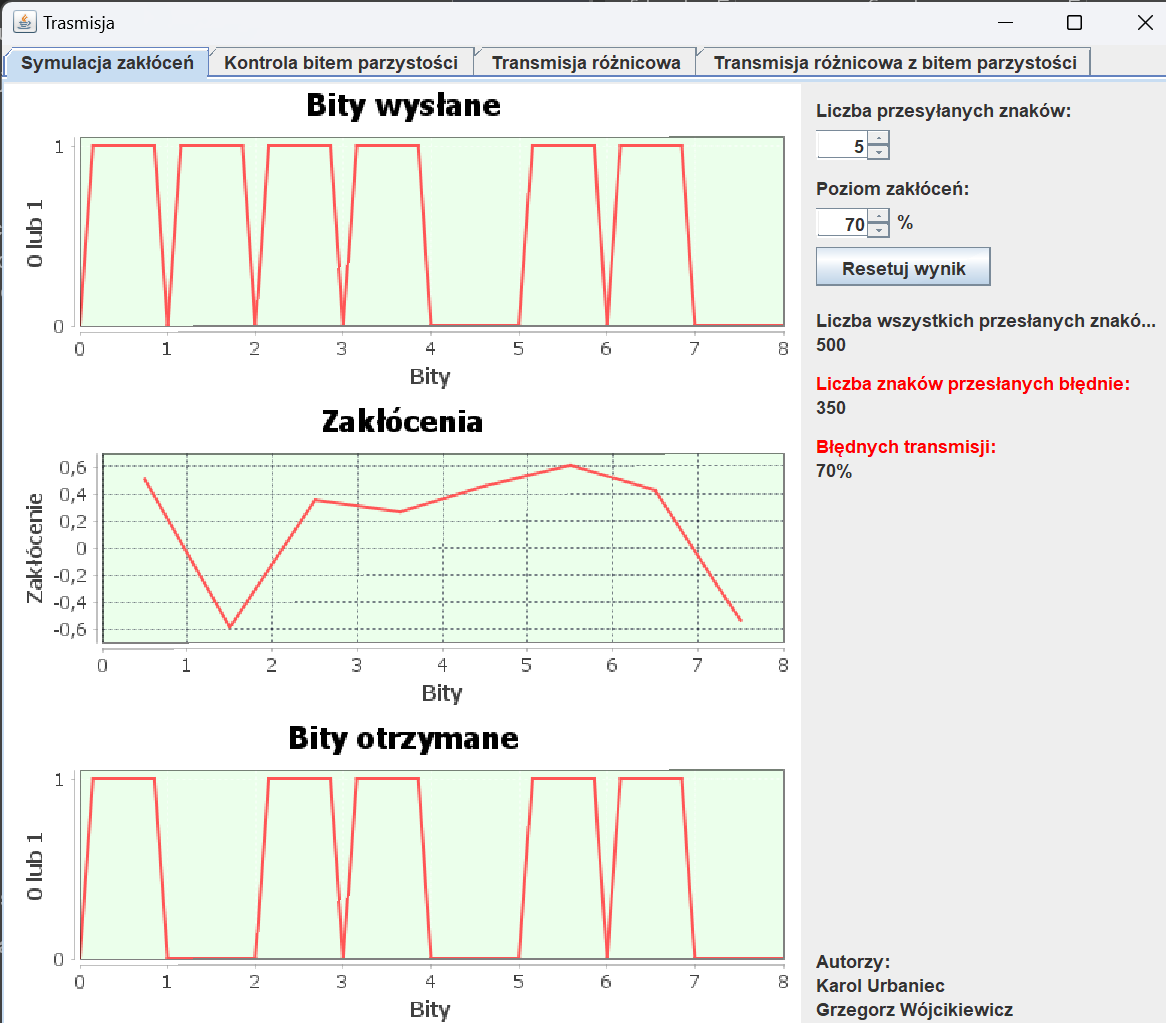 Trasmisja
Symulacja zakłóceń Kontrola bitem parzystości Transmisja różnicowa Transmisja różnicowa z bitem parzystości
Bity wysłane
1
0 lub 1
0
0 1 2 3 4 5 6 7 8
Bity
Zakłócenia
0,6
0,4
0,2
0
-0,2
-0,4
-0,6
Zakłócenie
0 1 2 3 4 5 6 7 8
Bity
Bity otrzymane
1
0 lub 1
0
0 1 2 3 4 5 6 7 8
Bity
Liczba przesyłanych znaków:
5
Poziom zakłóceń:
70 %
Resetuj wynik
Liczba wszystkich przesłanych znakó...
500
Liczba znaków przesłanych błędnie:
350
Błędnych transmisji:
70%
Autorzy:
Karol Urbaniec
Grzegorz Wójcikiewicz